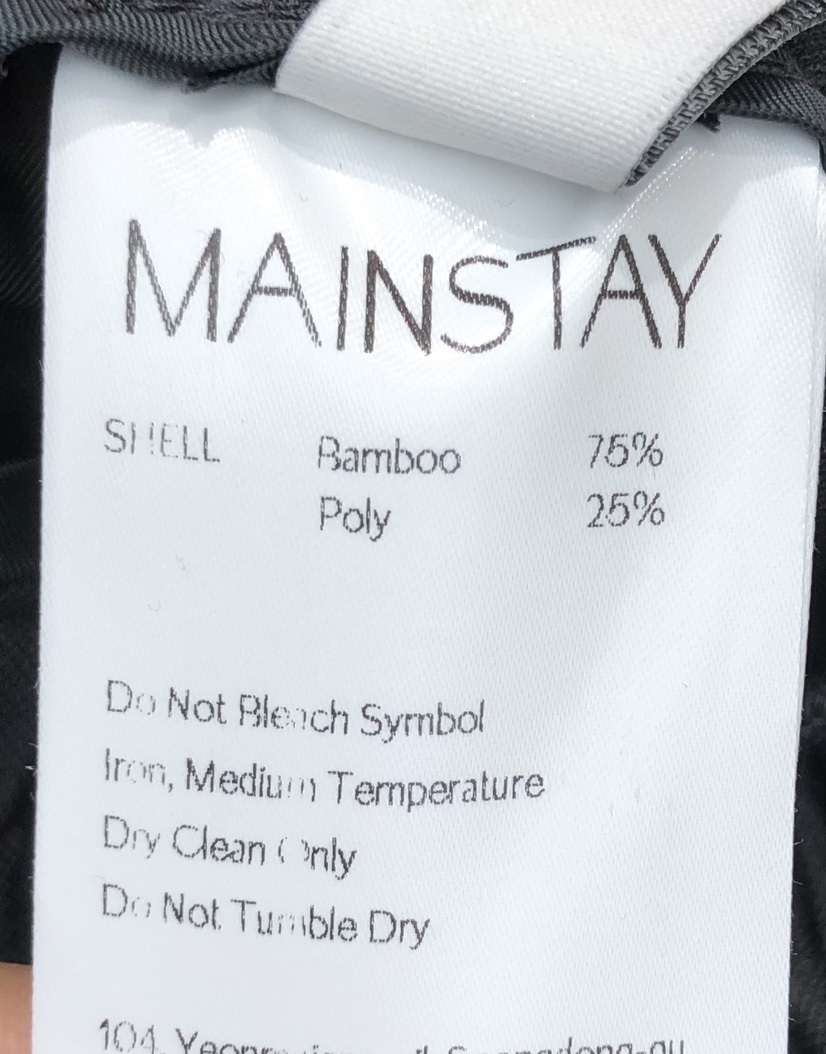 MAINSTAY
SHELL Bamboo 75%
Poly 25%
Do Not Bleach Symbol
Iron, Medium Temperature
Dry Clean Only
Do Not Tumble Dry
104,